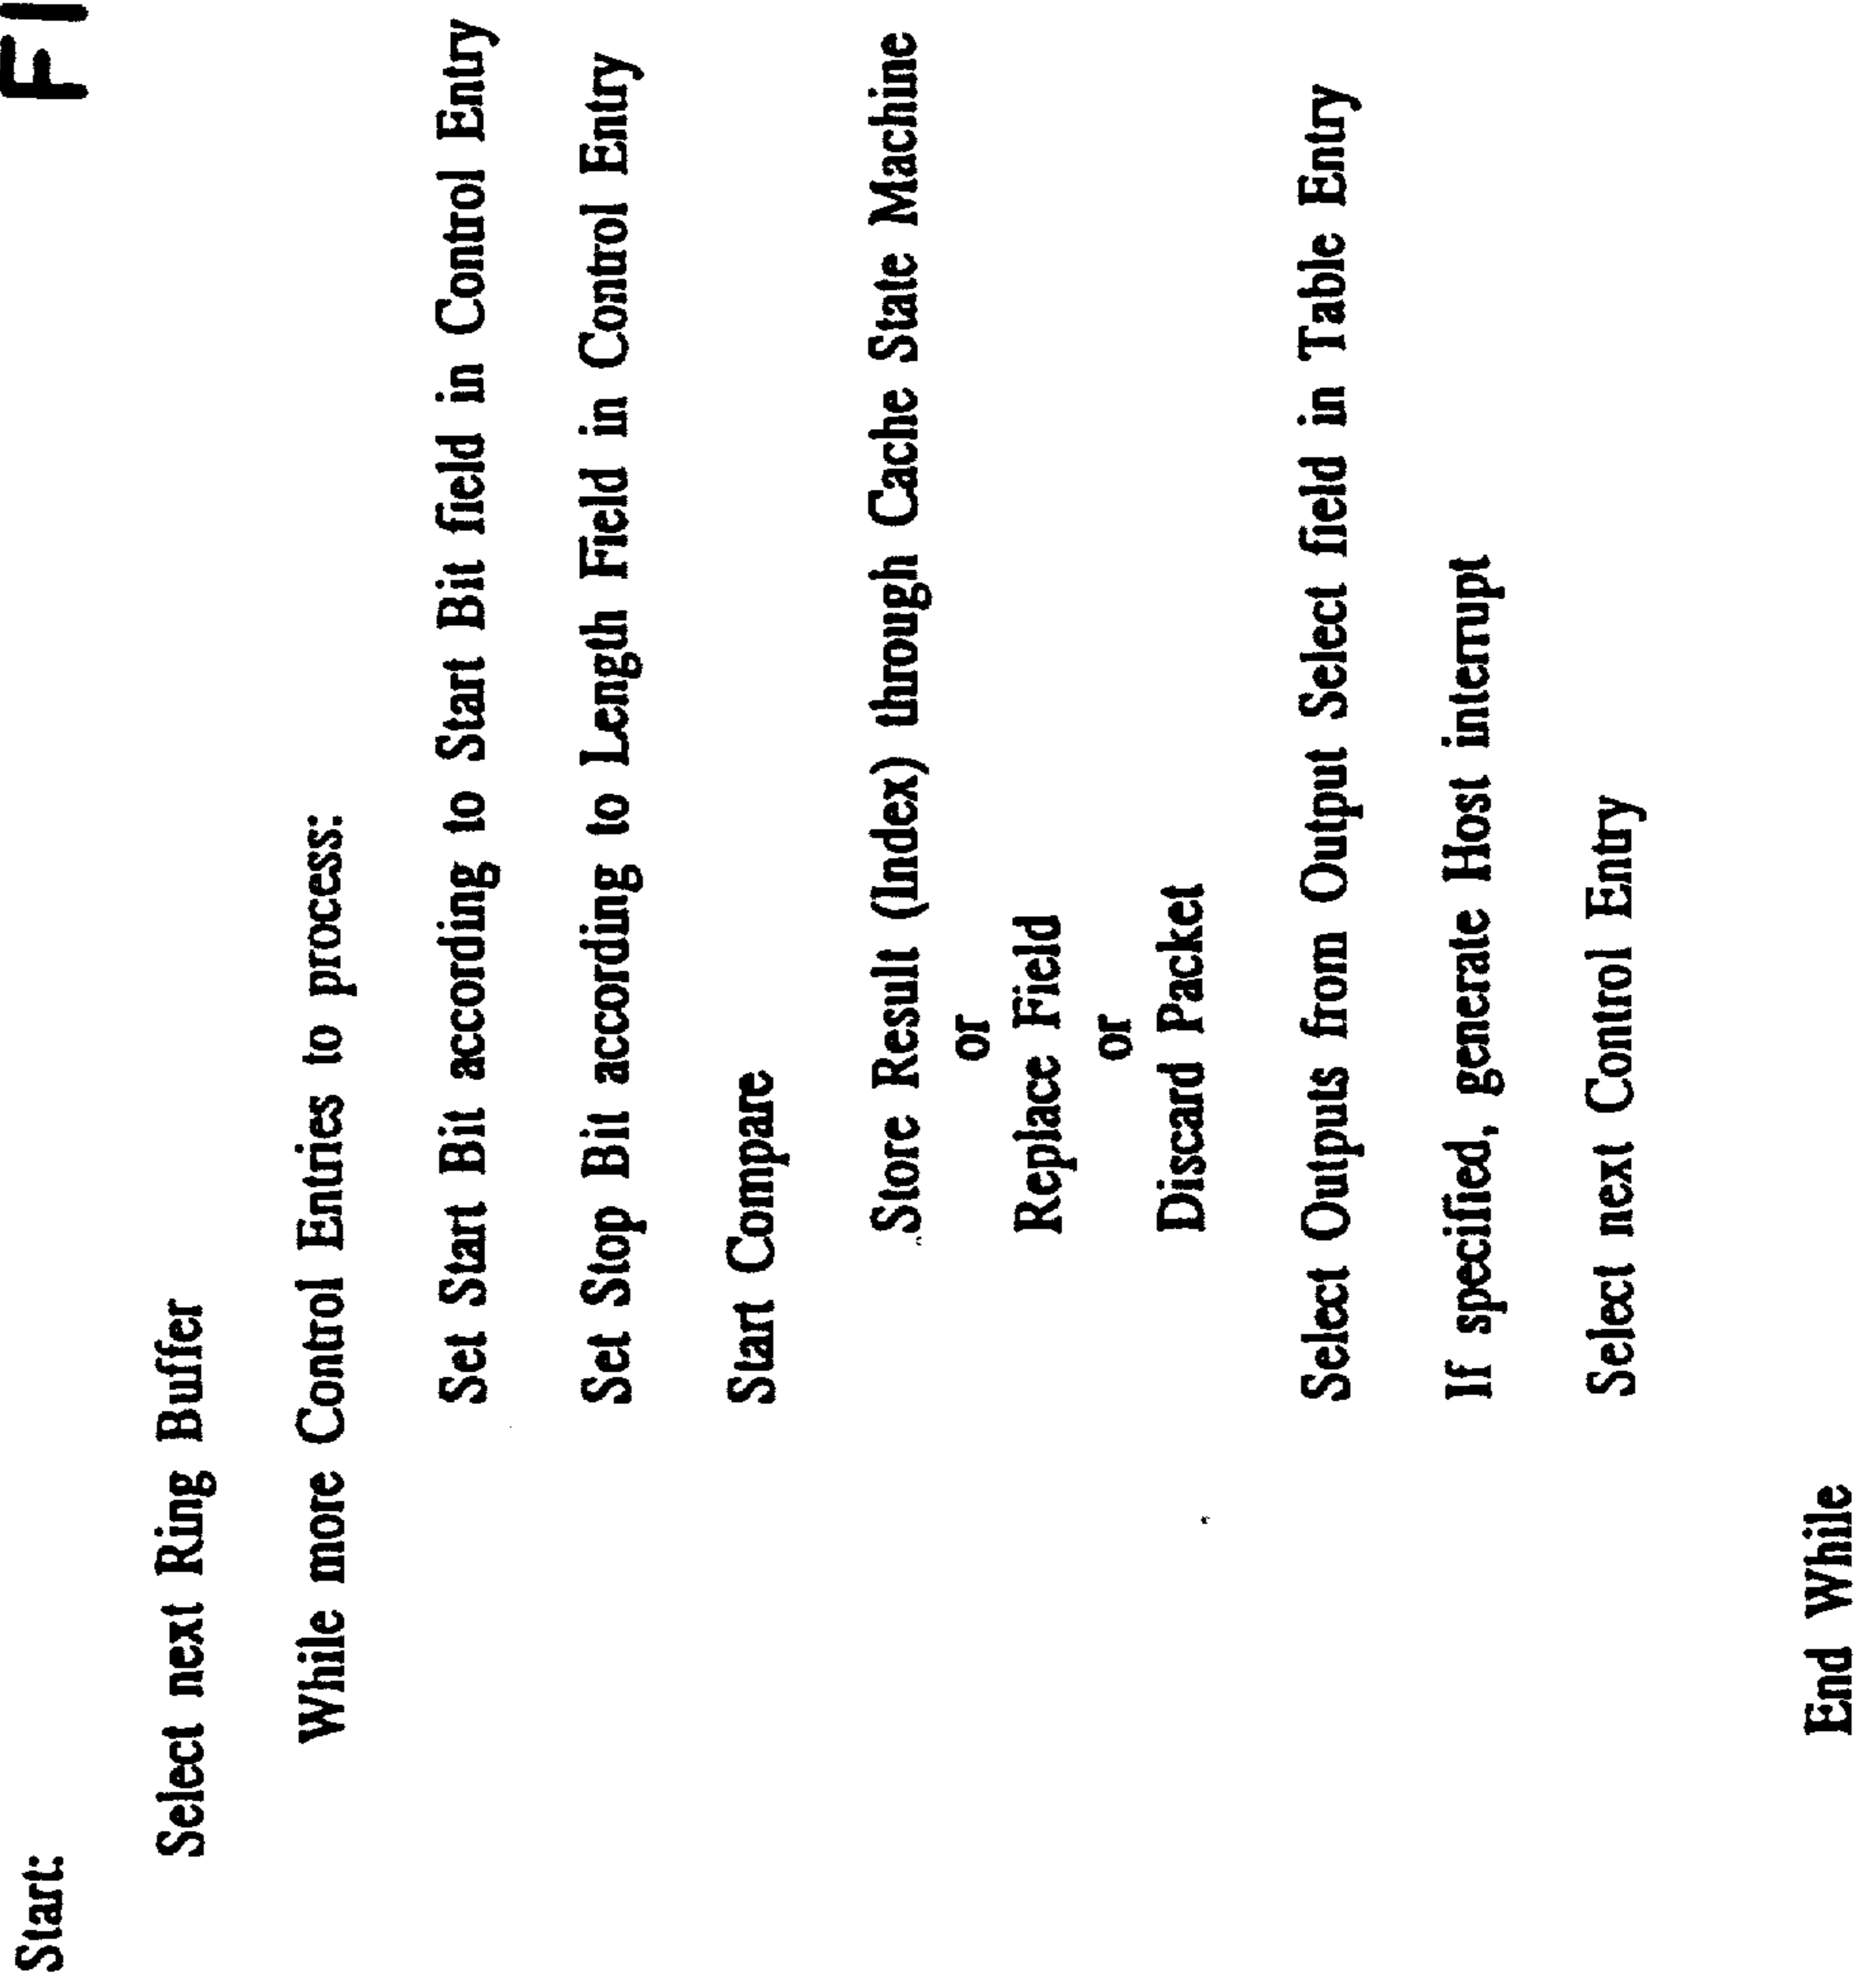 Start:
Select next Ring Buffer
While more Control Entries to process:
Set Start Bit according to Start Bit field in Control Entry
Set Stop Bit according to Length Field in Control Entry
Start Compare
Store Result (Index) through Cache State Machine
or
Replace Field
or
Discard Packet
Select Outputs from Output Select field in Table Entry
If specified, generate Host interrupt
Select next Control Entry
End While